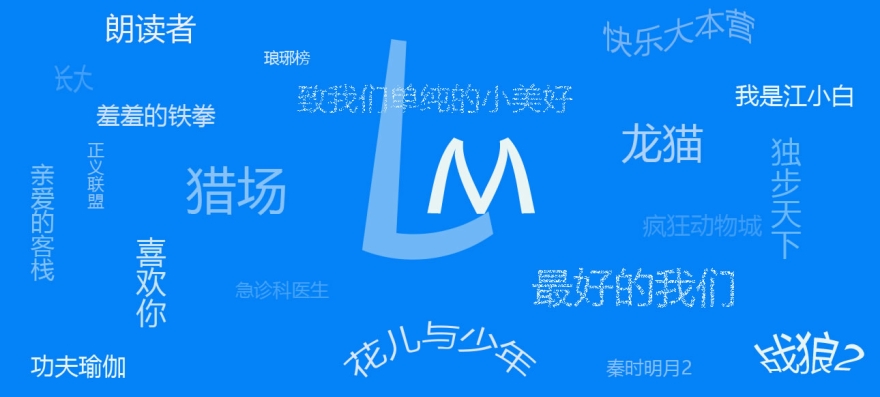 朗读者
快乐大本营
琅琊榜
长大
致我们单纯的小美好
我是江小白
羞羞的铁拳
龙猫
正义联盟
独步天下
LM
亲爱的客栈
猎场
疯狂动物城
喜欢你
急诊科医生
最好的我们
花儿与少年
战狼2
功夫瑜伽
秦时明月2